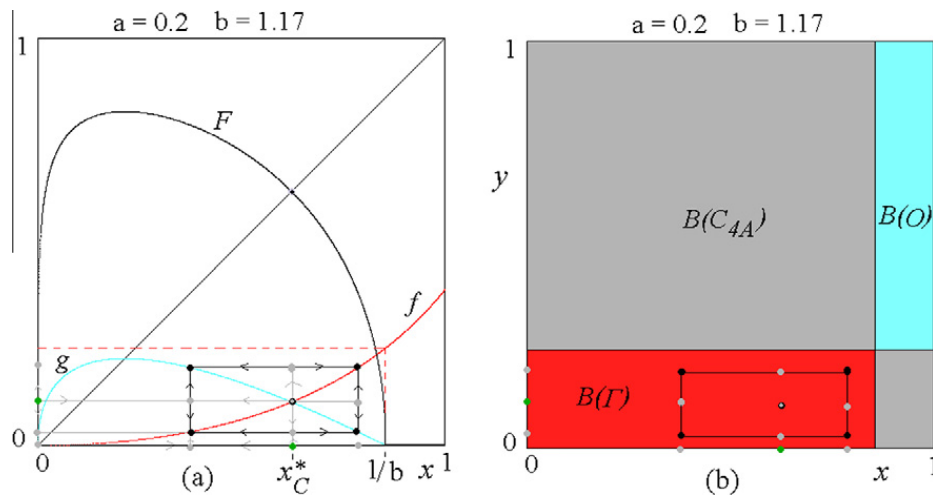 a = 0.2 b = 1.17
1
F
f
g
0
0
x*C
1/b
x
1
(a)
a = 0.2 b = 1.17
1
y
B(C4A)
B(O)
B(Γ)
0
0
x
1
(b)